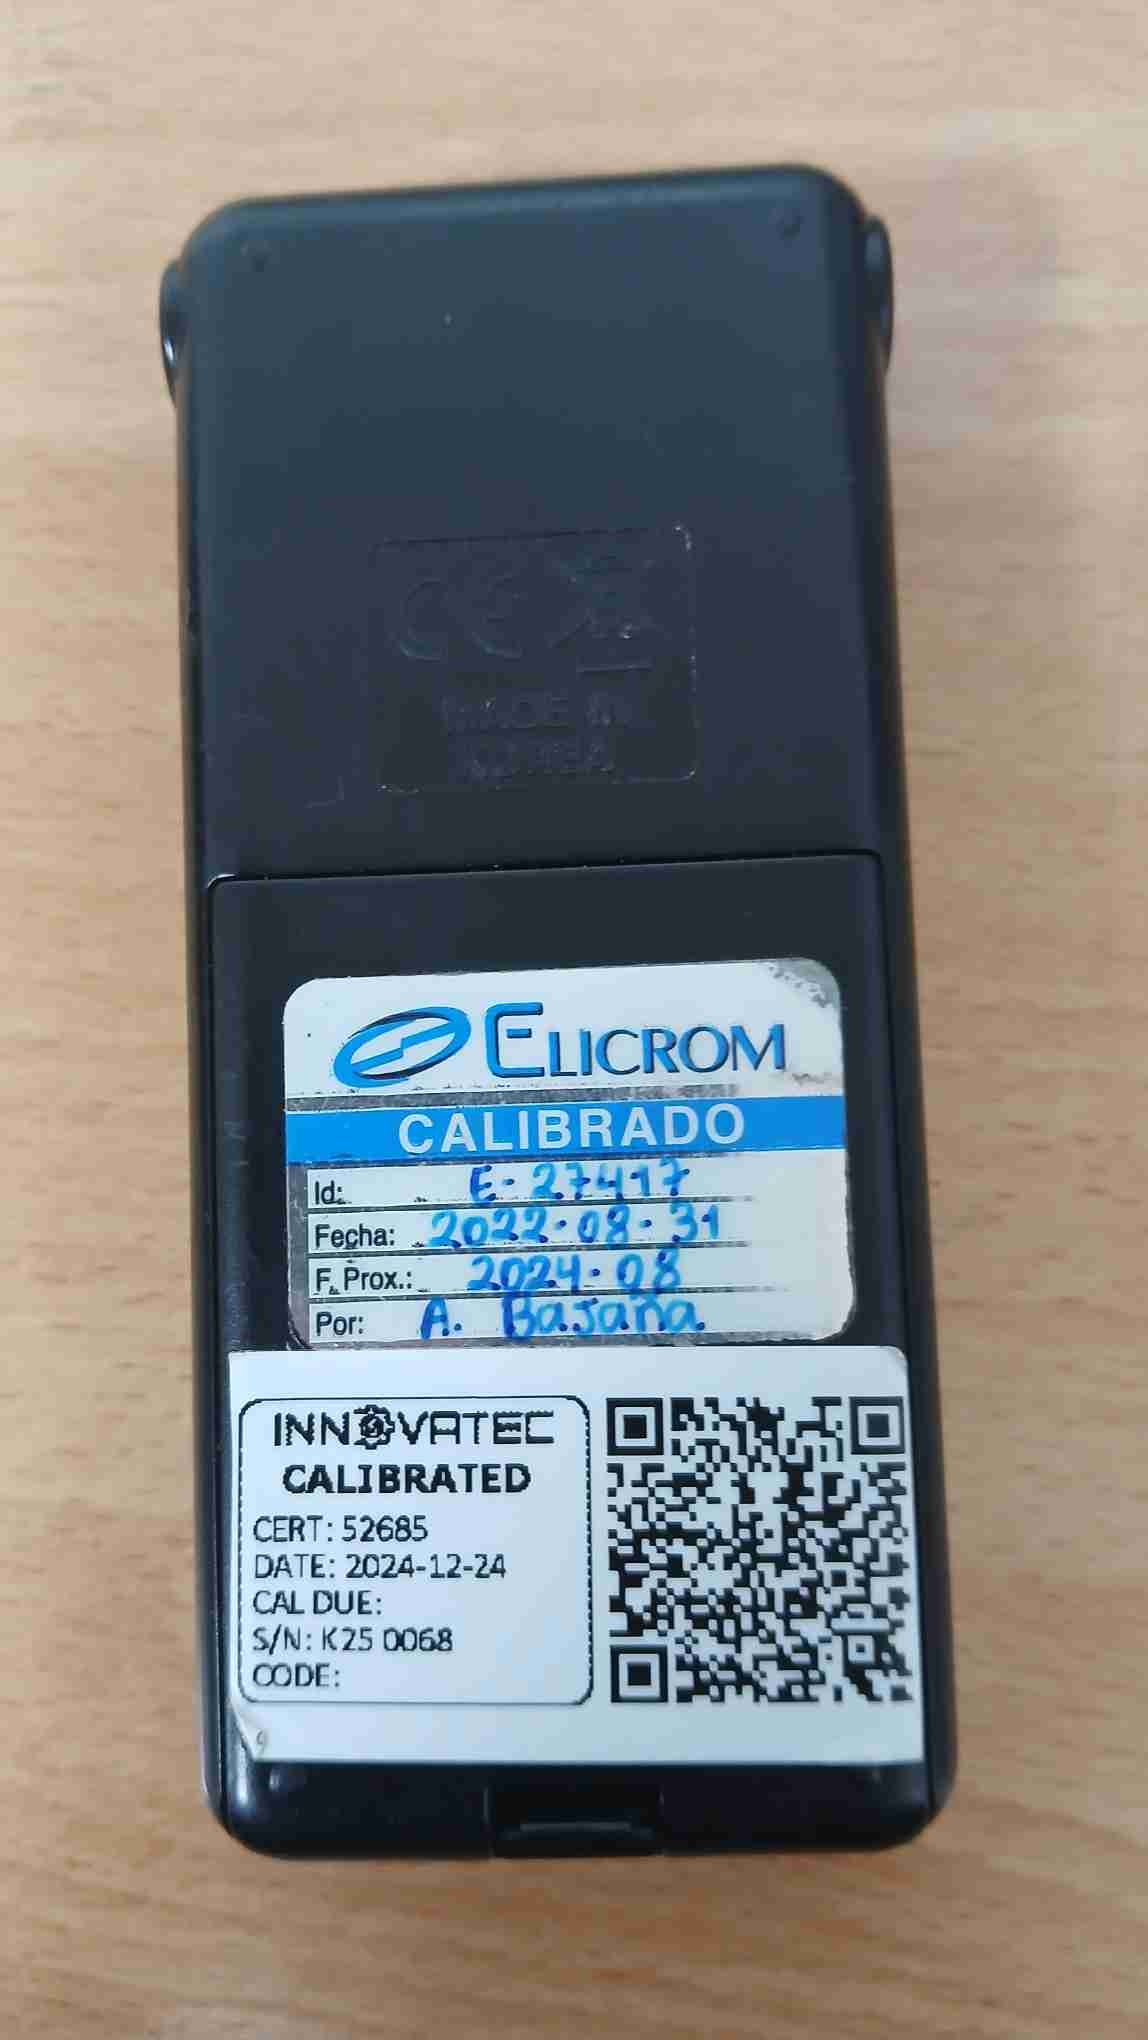 CE
MADE IN
KOREA
ELICROM
CALIBRADO
Id: E-27417
Fecha: 2022-08-31
F. Prox.: 2024-08
Por: A. Bajaña
INNOVATEC
CALIBRATED
CERT: 52685
DATE: 2024-12-24
CAL DUE:
S/N: K25 0068
CODE: